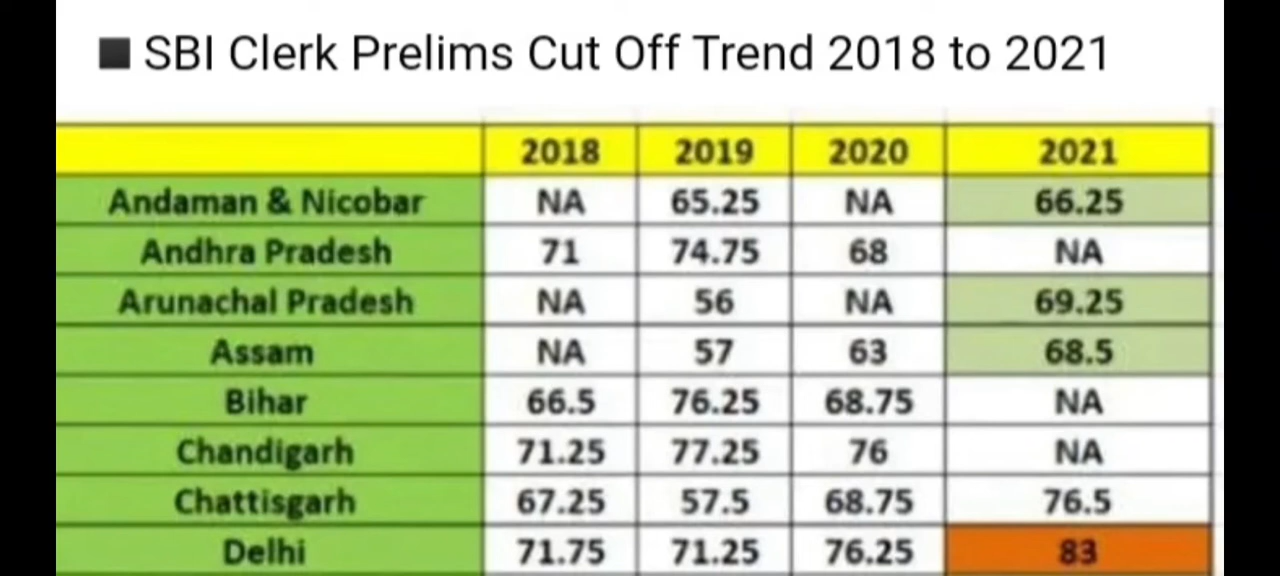 ■ SBI Clerk Prelims Cut Off Trend 2018 to 2021
2018 2019 2020 2021
Andaman & Nicobar NA 65.25 NA 66.25
Andhra Pradesh 71 74.75 68 NA
Arunachal Pradesh NA 56 NA 69.25
Assam NA 57 63 68.5
Bihar 66.5 76.25 68.75 NA
Chandigarh 71.25 77.25 76 NA
Chattisgarh 67.25 57.5 68.75 76.5
Delhi 71.75 71.25 76.25 83